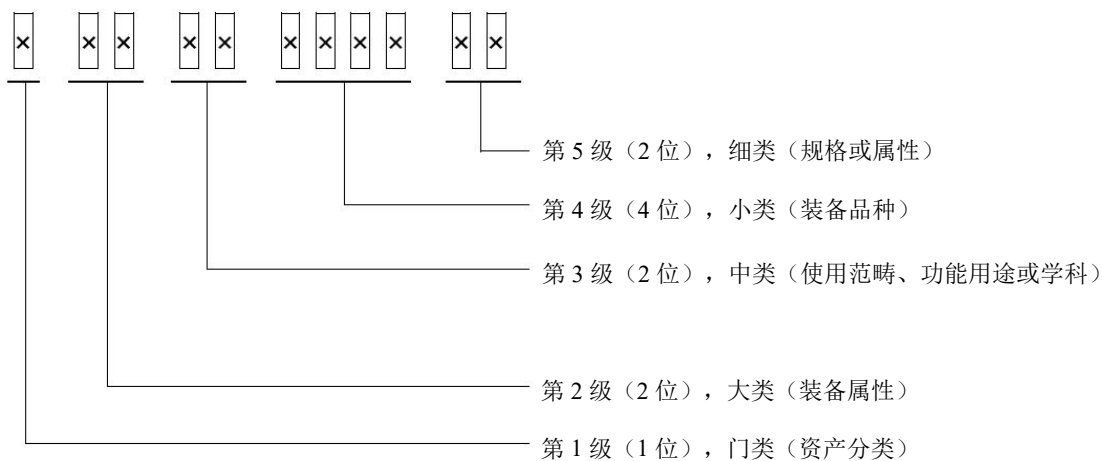 × ×× ×× ×××× ××
第 5 级（2 位），细类（规格或属性）
第 4 级（4 位），小类（装备品种）
第 3 级（2 位），中类（使用范畴、功能用途或学科）
第 2 级（2 位），大类（装备属性）
第 1 级（1 位），门类（资产分类）